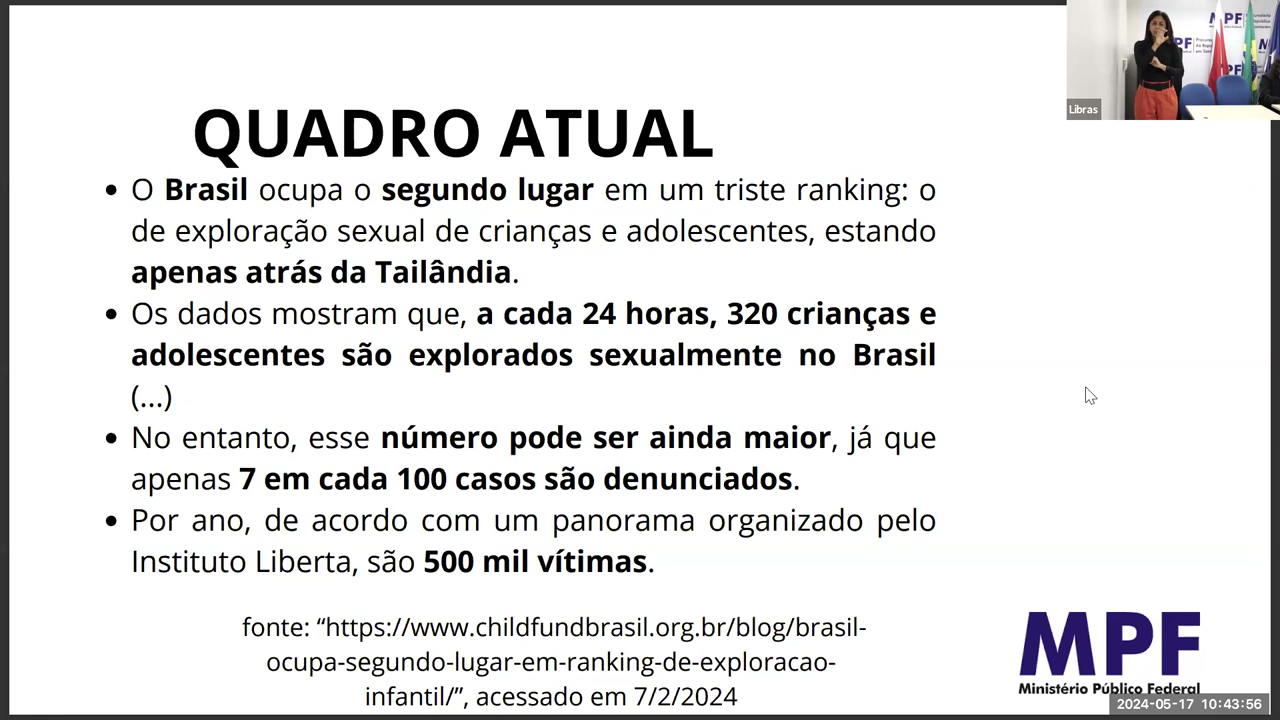 QUADRO ATUAL
• O Brasil ocupa o segundo lugar em um triste ranking: o
de exploração sexual de crianças e adolescentes, estando
apenas atrás da Tailândia.
• Os dados mostram que, a cada 24 horas, 320 crianças e
adolescentes são explorados sexualmente no Brasil
(...)
• No entanto, esse número pode ser ainda maior, já que
apenas 7 em cada 100 casos são denunciados.
• Por ano, de acordo com um panorama organizado pelo
Instituto Liberta, são 500 mil vítimas.
fonte: “https://www.childfundbrasil.org.br/blog/brasil-
ocupa-segundo-lugar-em-ranking-de-exploracao-
infantil/”, acessado em 7/2/2024
MPF
Ministério Público Federal
Libras
2024-05-17 10:43:56